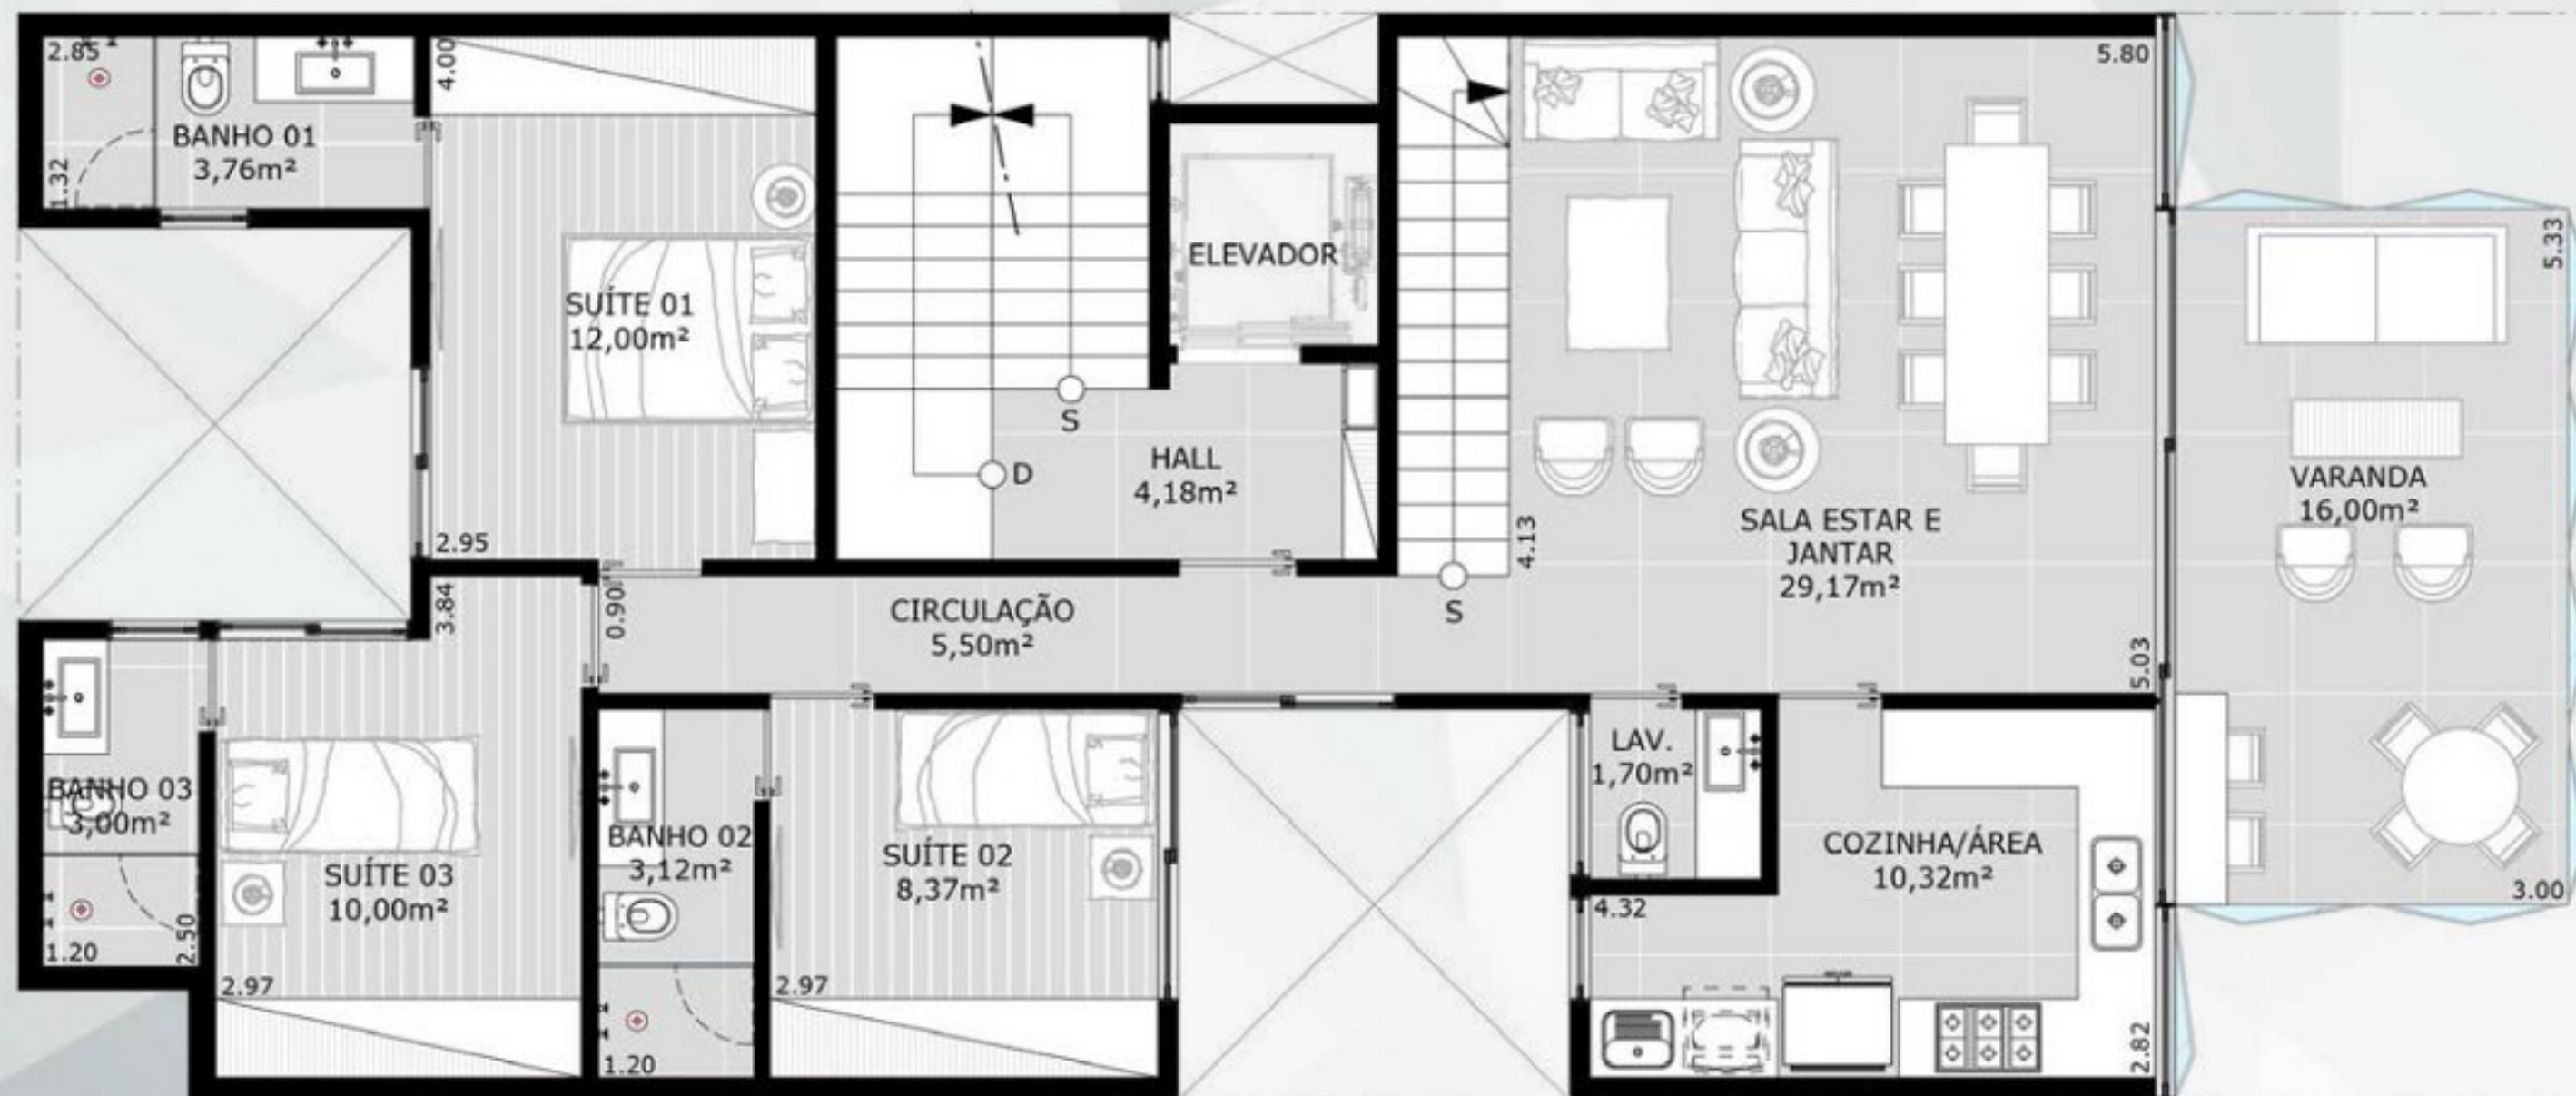 2.85
BANHO 01
3,76m²
1.32
4.00
SUÍTE 01
12,00m²
2.95
ELEVADOR
S
D
HALL
4,18m²
5.80
SALA ESTAR E
JANTAR
29,17m²
4.13
S
5.03
5.33
VARANDA
16,00m²
3.00
3.84
0.90
CIRCULAÇÃO
5,50m²
BANHO 03
3,00m²
1.20
2.50
SUÍTE 03
10,00m²
2.97
BANHO 02
3,12m²
1.20
SUÍTE 02
8,37m²
2.97
LAV.
1,70m²
COZINHA/ÁREA
10,32m²
4.32
2.82